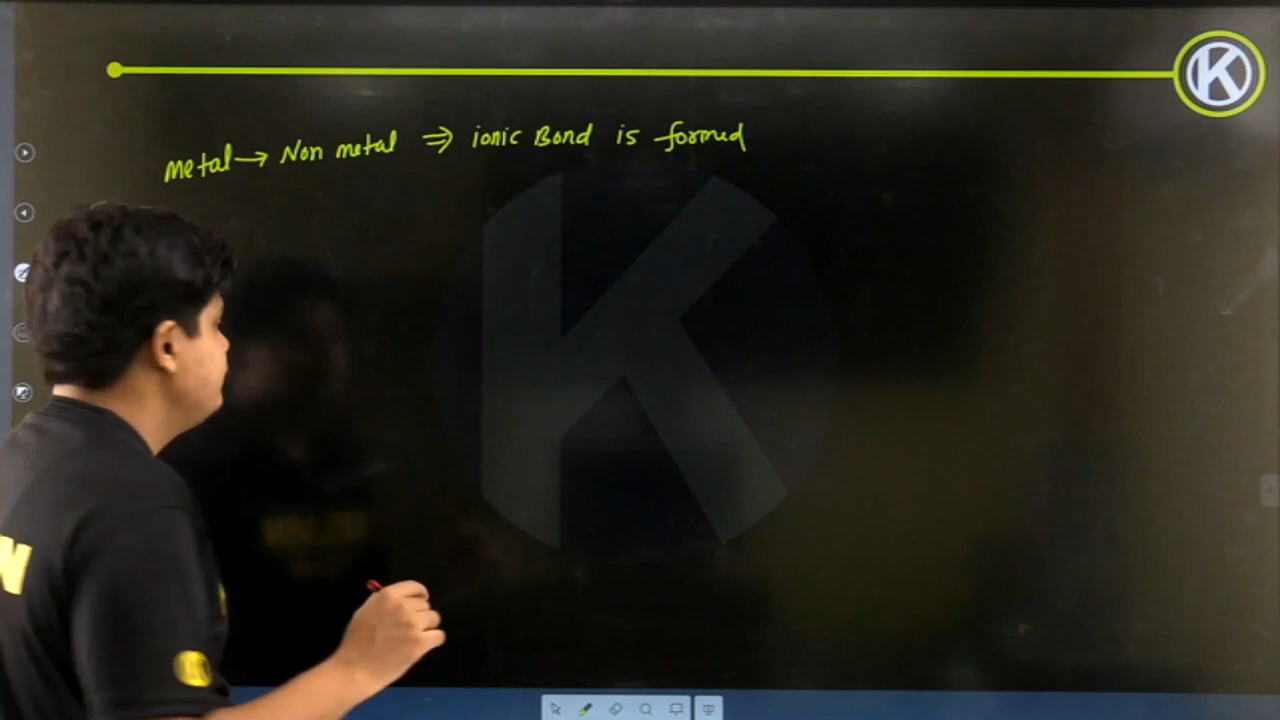 K
metal → Non metal ⇒ ionic Bond is formed